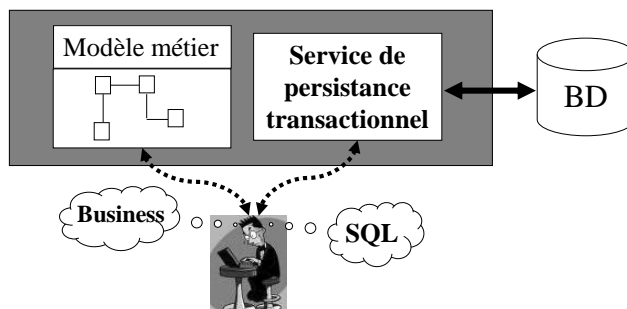 Modèle métier
Service de
persistance
transactionnel
BD
Business
SQL